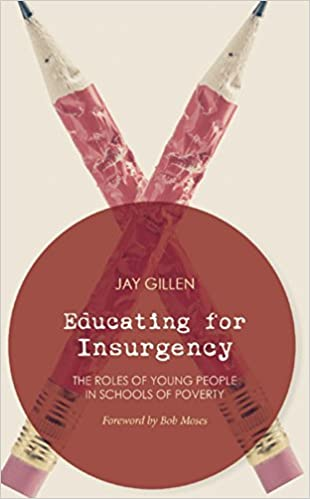 JAY GILLEN
Educating for
Insurgency
THE ROLES OF YOUNG PEOPLE
IN SCHOOLS OF POVERTY
Foreword by Bob Moses